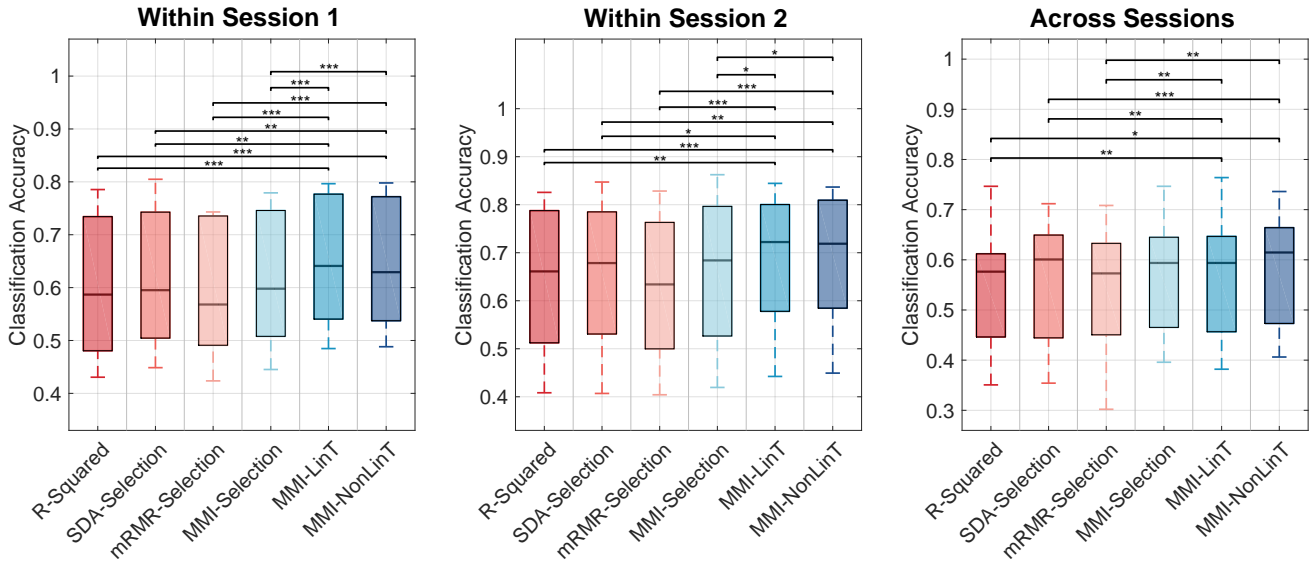 Within Session 1
Classification Accuracy
1
0.9
0.8
0.7
0.6
0.5
0.4
***
***
***
***
**
**
***
***
R-Squared
SDA-Selection
mRMR-Selection
MMI-Selection
MMI-LinT
MMI-NonLinT
Within Session 2
Classification Accuracy
1
0.9
0.8
0.7
0.6
0.5
0.4
*
*
***
***
**
*
***
**
R-Squared
SDA-Selection
mRMR-Selection
MMI-Selection
MMI-LinT
MMI-NonLinT
Across Sessions
Classification Accuracy
1
0.9
0.8
0.7
0.6
0.5
0.4
0.3
**
**
***
**
*
**
R-Squared
SDA-Selection
mRMR-Selection
MMI-Selection
MMI-LinT
MMI-NonLinT